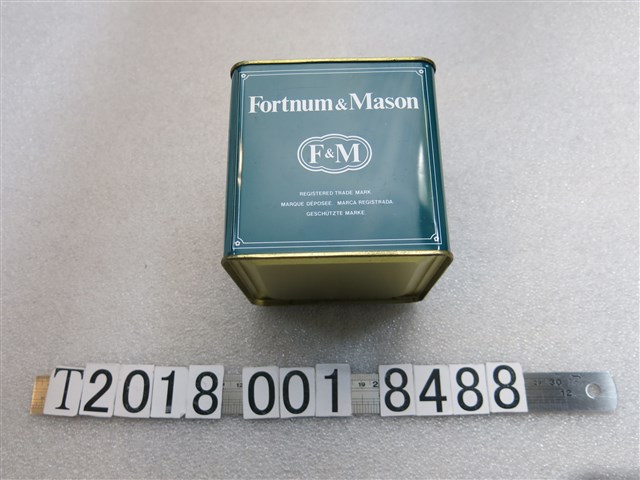 Fortnum & Mason
F&M
REGISTERED TRADE MARK
MARQUE DEPOSEE MARCA REGISTRADA
GESCHÜTZTE MARKE
T2018 001 8488